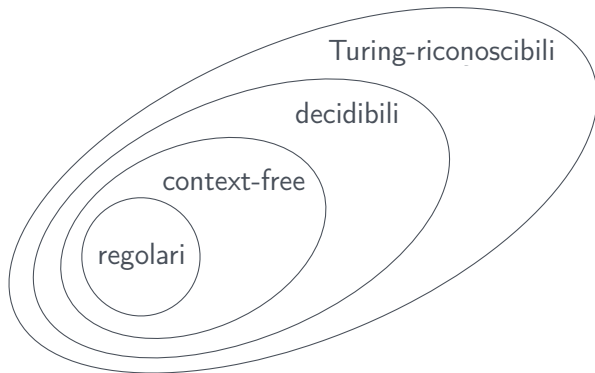 Turing-riconoscibili
decidibili
context-free
regolari